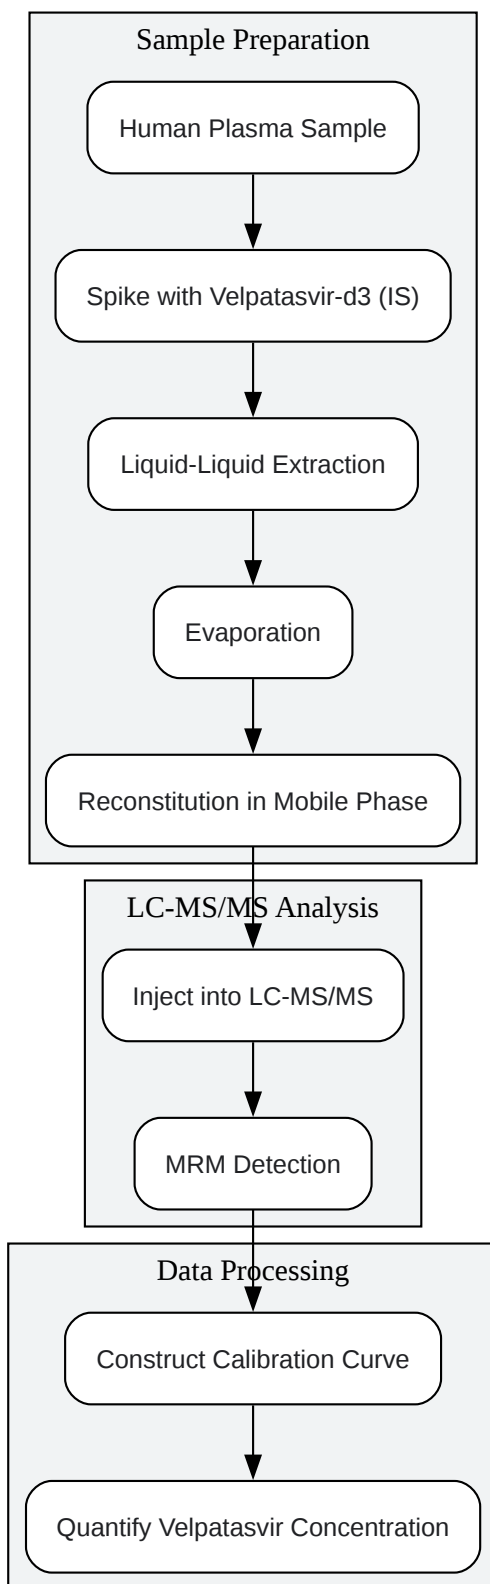 Sample Preparation
Human Plasma Sample
Spike with Velpatasvir-d3 (IS)
Liquid-Liquid Extraction
Evaporation
Reconstitution in Mobile Phase
LC-MS/MS Analysis
Inject into LC-MS/MS
MRM Detection
Data Processing
Construct Calibration Curve
Quantify Velpatasvir Concentration